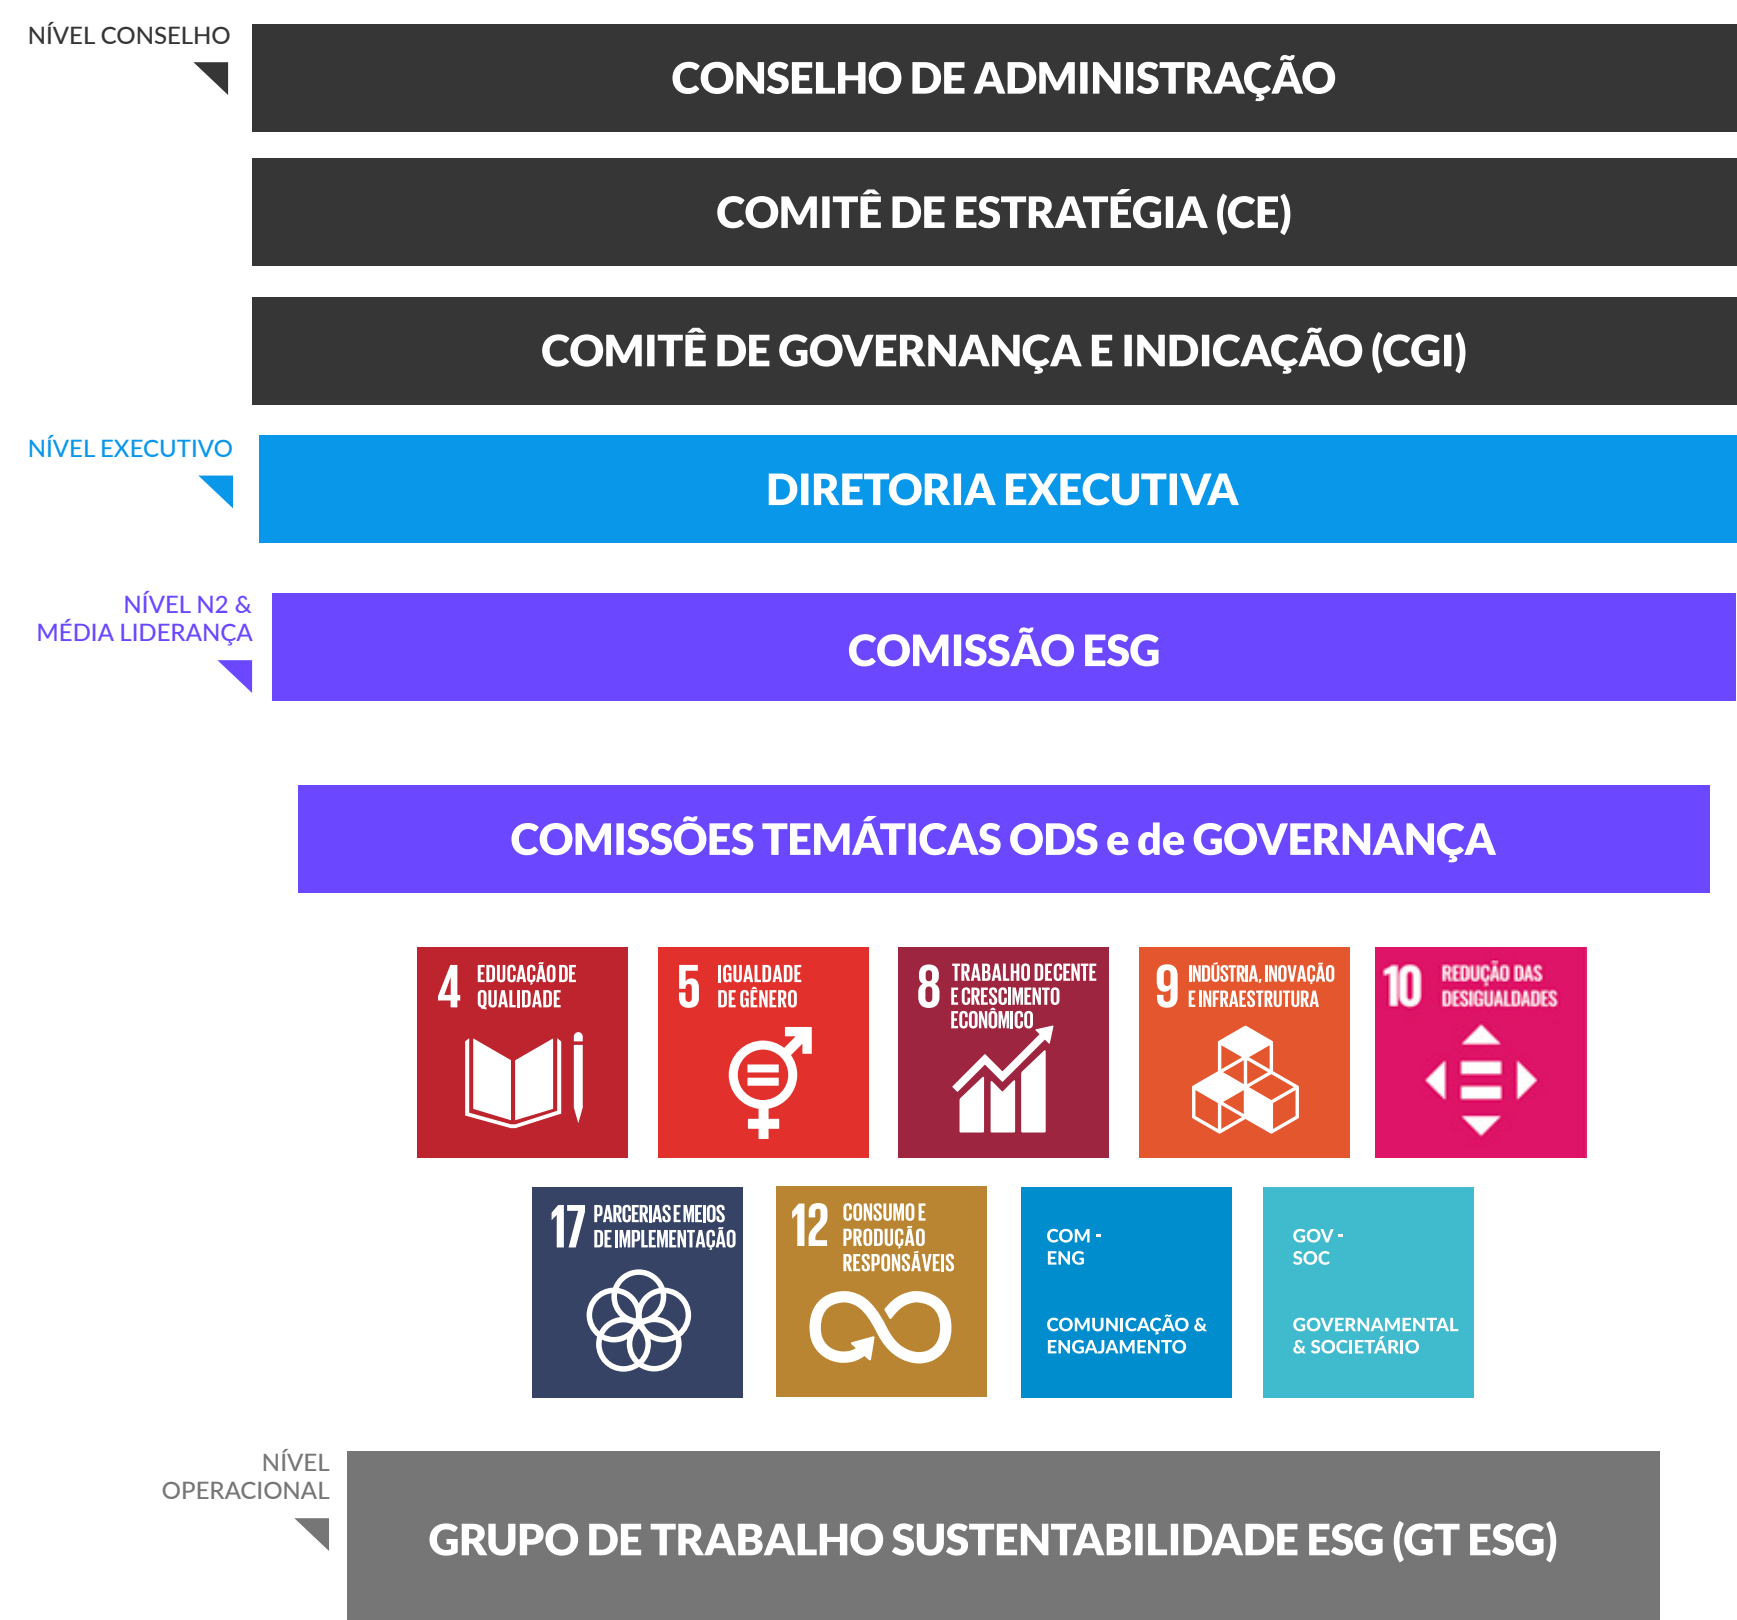 NÍVEL CONSELHO
CONSELHO DE ADMINISTRAÇÃO
COMITÊ DE ESTRATÉGIA (CE)
COMITÊ DE GOVERNANÇA E INDICAÇÃO (CGI)
NÍVEL EXECUTIVO
DIRETORIA EXECUTIVA
NÍVEL N2 &
MÉDIA LIDERANÇA
COMISSÃO ESG
COMISSÕES TEMÁTICAS ODS e de GOVERNANÇA
4 EDUCAÇÃO DE
QUALIDADE
5 IGUALDADE
DE GÊNERO
8 TRABALHO DECENTE
E CRESCIMENTO
ECONÔMICO
9 INDÚSTRIA, INOVAÇÃO
E INFRAESTRUTURA
10 REDUÇÃO DAS
DESIGUALDADES
17 PARCERIAS E MEIOS
DE IMPLEMENTAÇÃO
12 CONSUMO E
PRODUÇÃO
RESPONSÁVEIS
COM -
ENG
COMUNICAÇÃO &
ENGAJAMENTO
GOV -
SOC
GOVERNAMENTAL
& SOCIETÁRIO
NÍVEL
OPERACIONAL
GRUPO DE TRABALHO SUSTENTABILIDADE ESG (GT ESG)